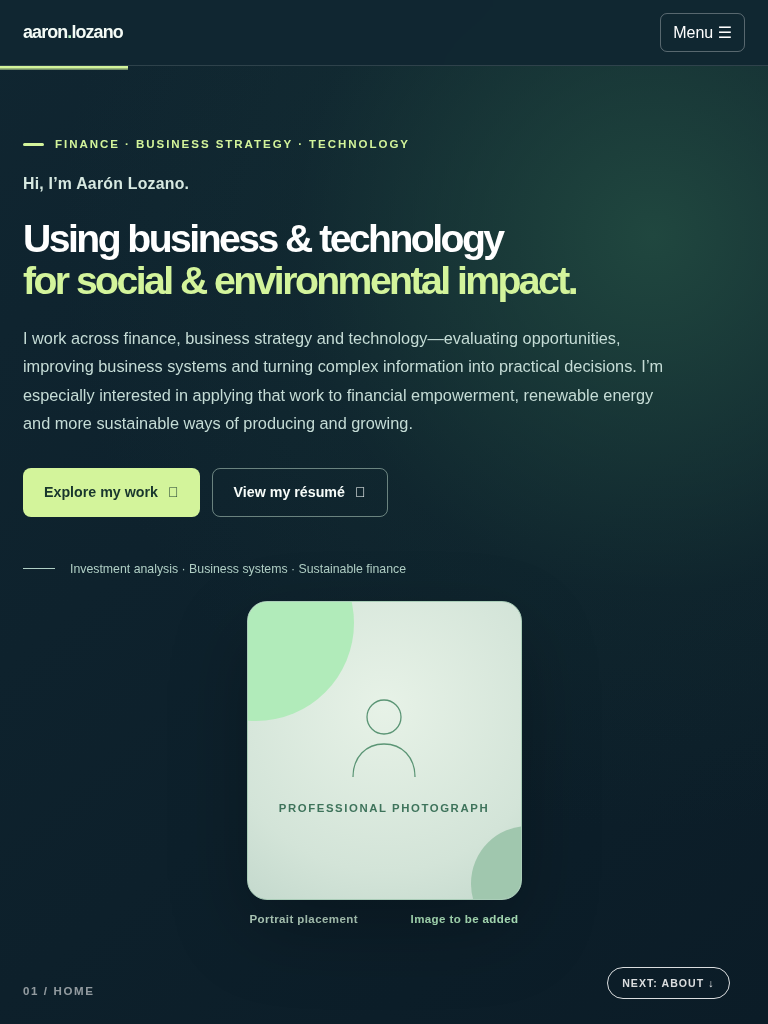 aaron.lozano
Menu ☰
FINANCE · BUSINESS STRATEGY · TECHNOLOGY
Hi, I’m Aarón Lozano.
Using business & technology
for social & environmental impact.
I work across finance, business strategy and technology—evaluating opportunities,
improving business systems and turning complex information into practical decisions. I’m
especially interested in applying that work to financial empowerment, renewable energy
and more sustainable ways of producing and growing.
Explore my work
View my résumé
Investment analysis · Business systems · Sustainable finance
PROFESSIONAL PHOTOGRAPH
Portrait placement
Image to be added
01 / HOME
NEXT: ABOUT ↓